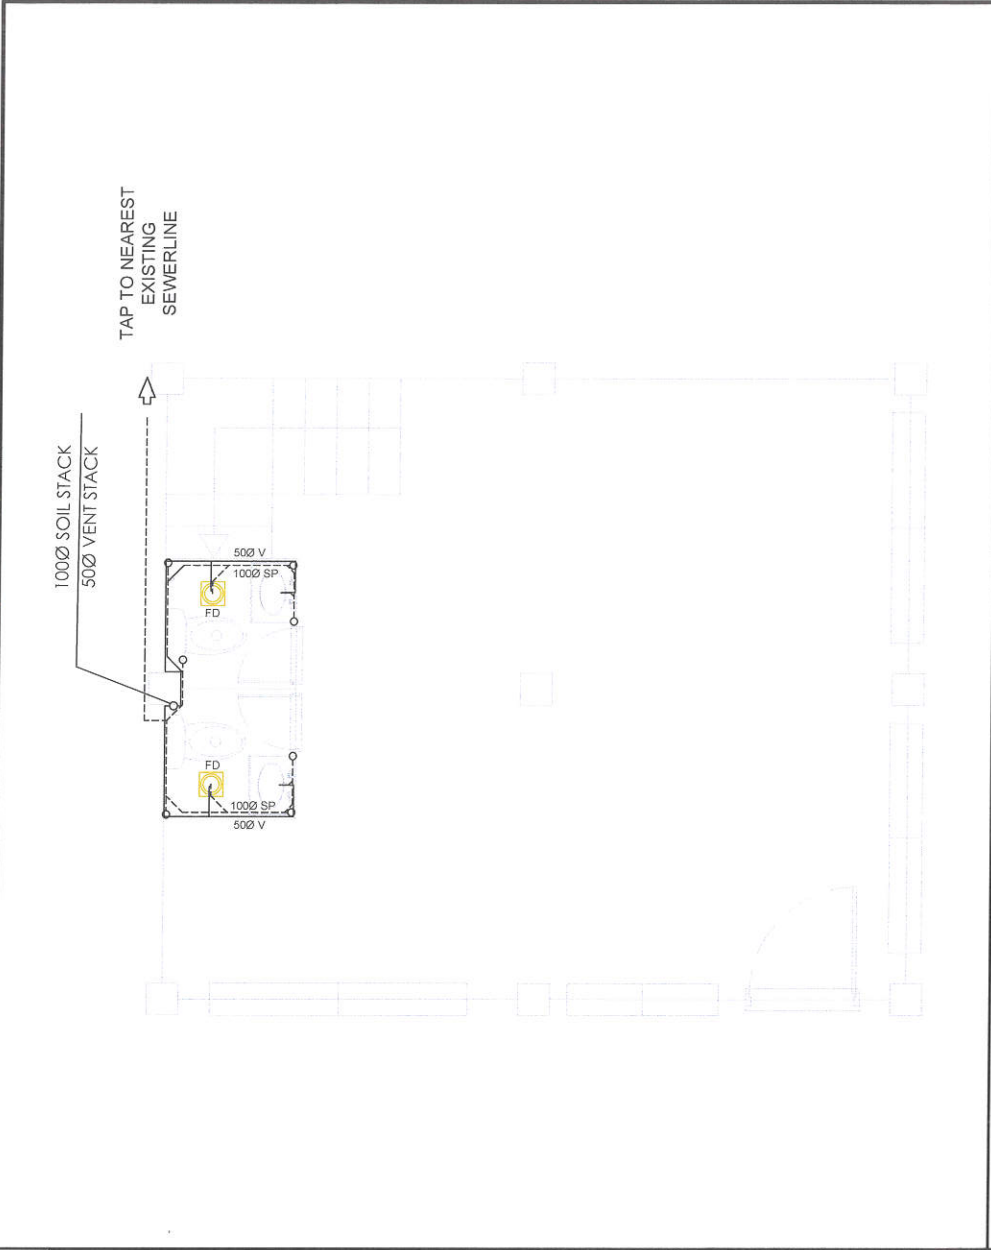 TAP TO NEAREST
EXISTING
SEWERLINE
100Ø SOIL STACK
50Ø VENT STACK
50Ø V
100Ø SP
FD
FD
100Ø SP
50Ø V